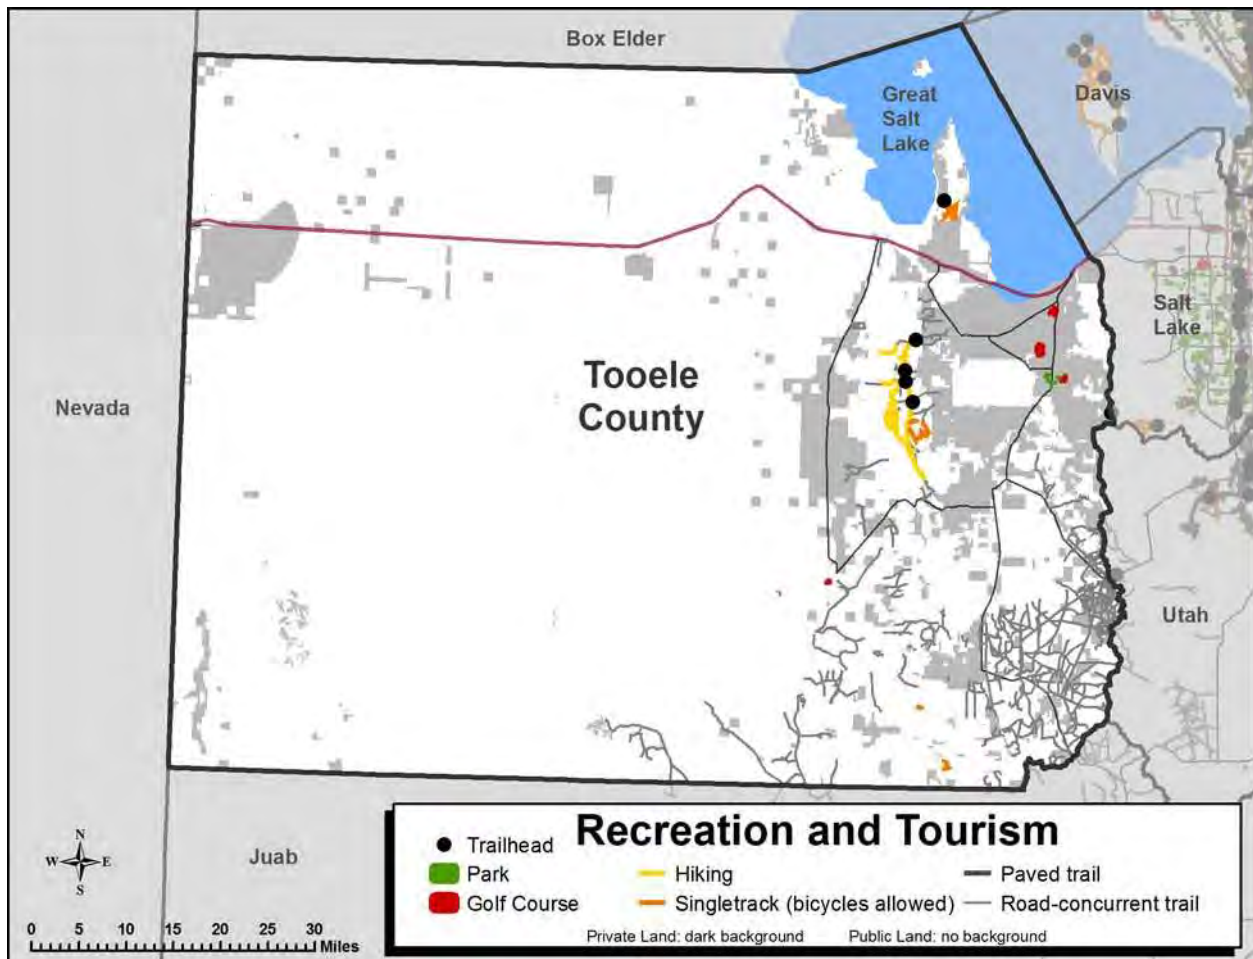 Box Elder
Great
Salt
Lake
Davis
Salt
Lake
Tooele
County
Nevada
Utah
Juab
N
W E
S
0 5 10 15 20 25 30
Miles
Recreation and Tourism
Trailhead
Park
Golf Course
Hiking
Singletrack (bicycles allowed)
Paved trail
Road-concurrent trail
Private Land: dark background
Public Land: no background